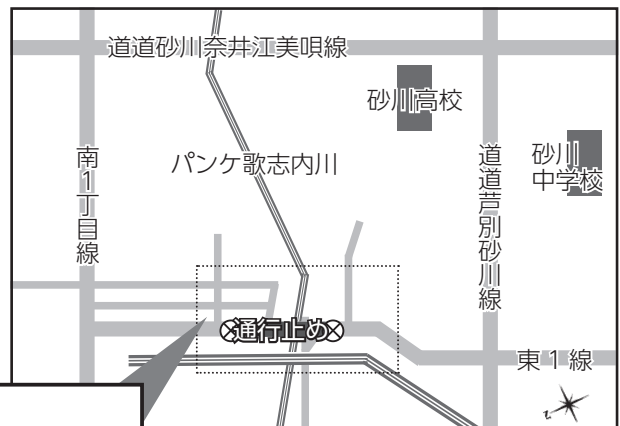 道道砂川奈井江美唄線
砂川高校
砂川
中学校
パンケ歌志内川
南1丁目線
道道芦別砂川線
通行止め
東1線